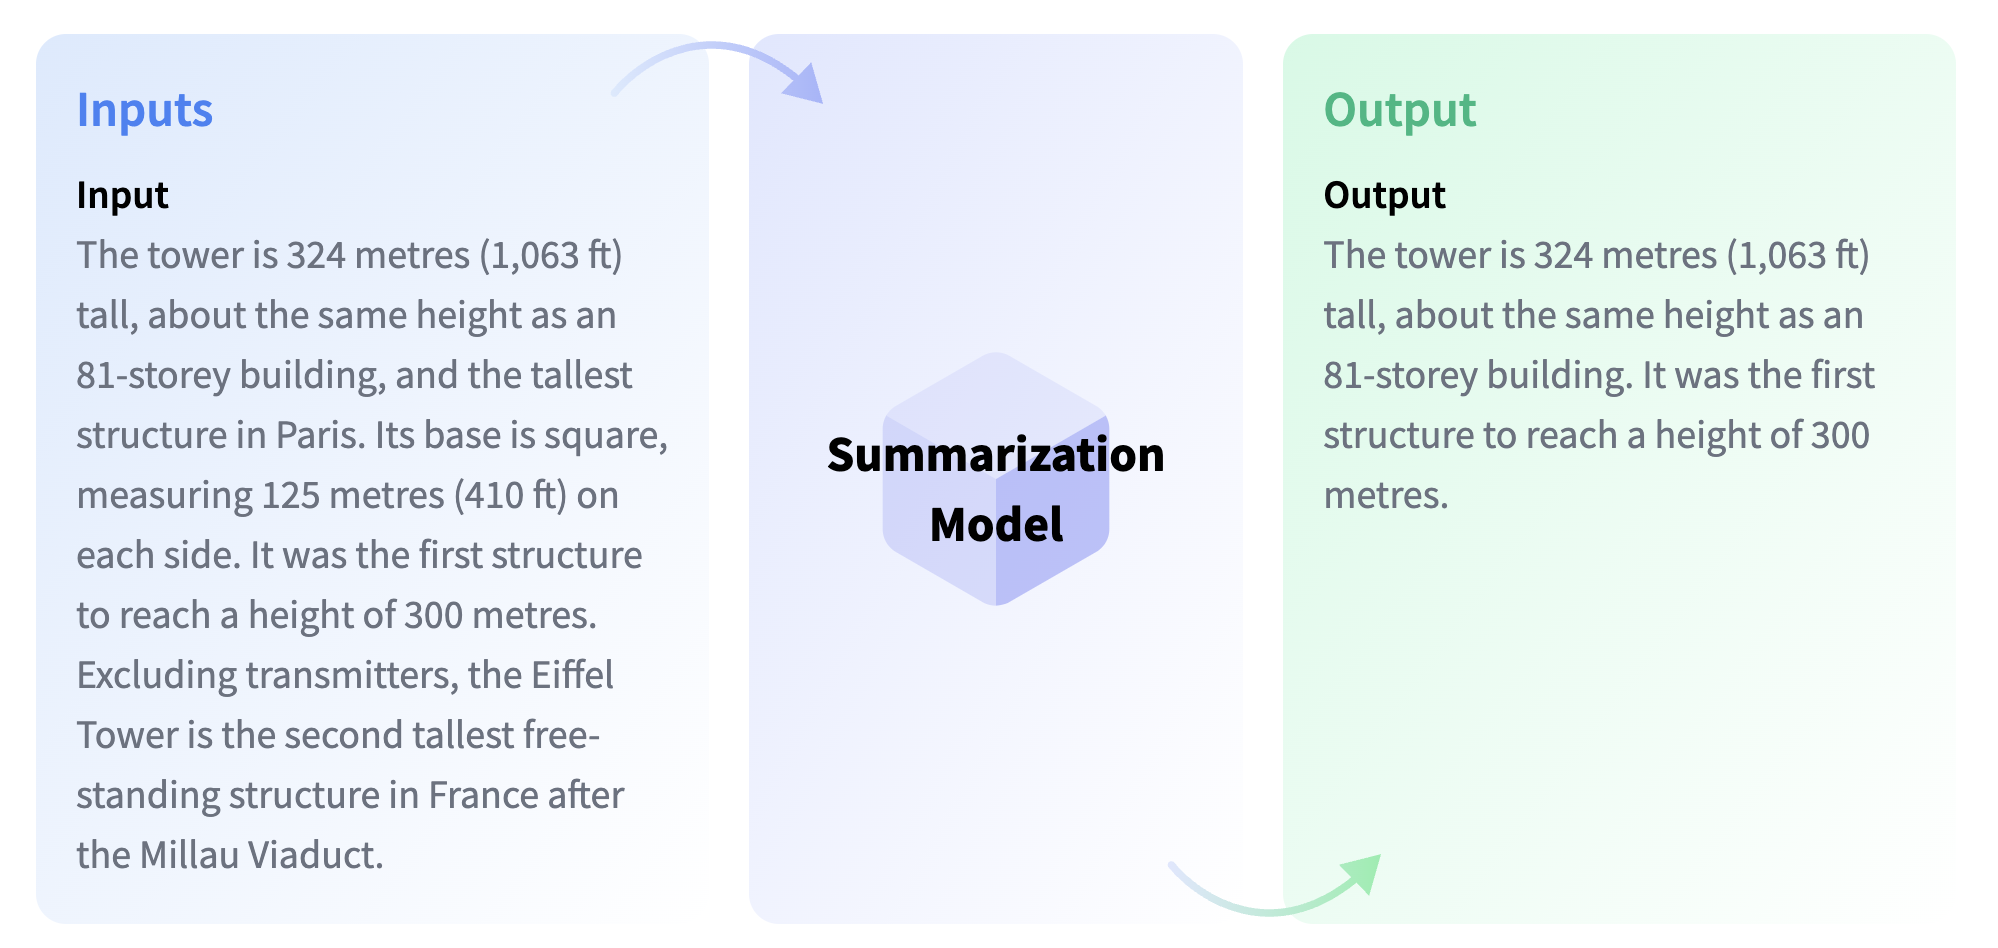 Inputs
Input
The tower is 324 metres (1,063 ft)
tall, about the same height as an
81-storey building, and the tallest
structure in Paris. Its base is square,
measuring 125 metres (410 ft) on
each side. It was the first structure
to reach a height of 300 metres.
Excluding transmitters, the Eiffel
Tower is the second tallest free-
standing structure in France after
the Millau Viaduct.
Summarization
Model
Output
Output
The tower is 324 metres (1,063 ft)
tall, about the same height as an
81-storey building. It was the first
structure to reach a height of 300
metres.